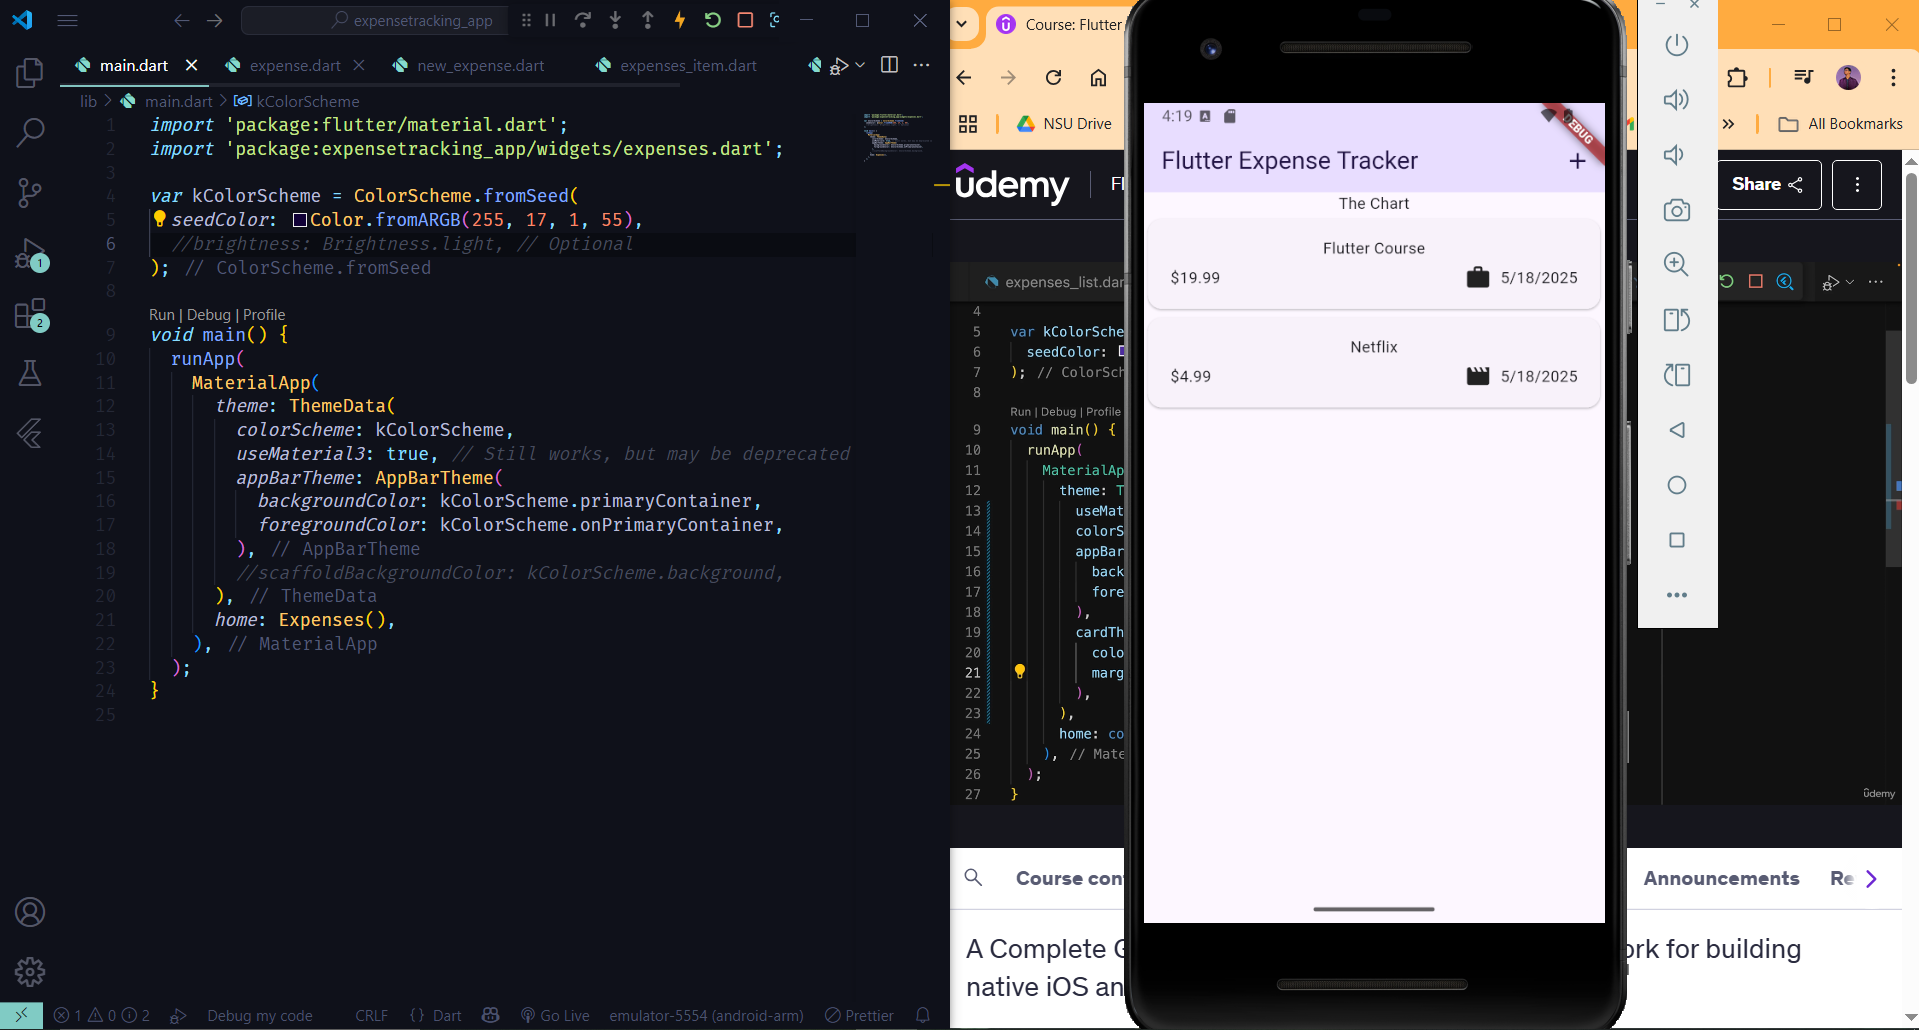 expensetracking_app
main.dart
expense.dart
new_expense.dart
expenses_item.dart
lib > main.dart > kColorScheme
1 import 'package:flutter/material.dart';
2 import 'package:expensetracking_app/widgets/expenses.dart';
3
4 var kColorScheme = ColorScheme.fromSeed(
5 seedColor: Color.fromARGB(255, 17, 1, 55),
6 //brightness: Brightness.light, // Optional
7 ); // ColorScheme.fromSeed
8
Run | Debug | Profile
9 void main() {
10 runApp(
11 MaterialApp(
12 theme: ThemeData(
13 colorScheme: kColorScheme,
14 useMaterial3: true, // Still works, but may be deprecated
15 appBarTheme: AppBarTheme(
16 backgroundColor: kColorScheme.primaryContainer,
17 foregroundColor: kColorScheme.onPrimaryContainer,
18 ), // AppBarTheme
19 //scaffoldBackgroundColor: kColorScheme.background,
20 ), // ThemeData
21 home: Expenses(),
22 ), // MaterialApp
23 );
24 }
25
1
2
1 0 2 Debug my code CRLF {} Dart Go Live emulator-5554 (android-arm) Prettier
Course: Flutter
NSU Drive
» All Bookmarks
ûdemy
Fl
Share
expenses_list.dar
4
5 var kColorSche
6 seedColor:
7 ); // ColorSch
8
Run | Debug | Profile
9 void main() {
10 runApp(
11 MaterialAp
12 theme: T
13 useMat
14 colorS
15 appBar
16 back
17 fore
18 ),
19 cardTh
20 colo
21 marg
22 ),
23 ),
24 home: co
25 ), // Mate
26 );
27 }
ûdemy
Course con
Announcements
Re
A Complete G
ork for building
native iOS an
4:19
DEBUG
Flutter Expense Tracker
+
The Chart
Flutter Course
$19.99 5/18/2025
Netflix
$4.99 5/18/2025